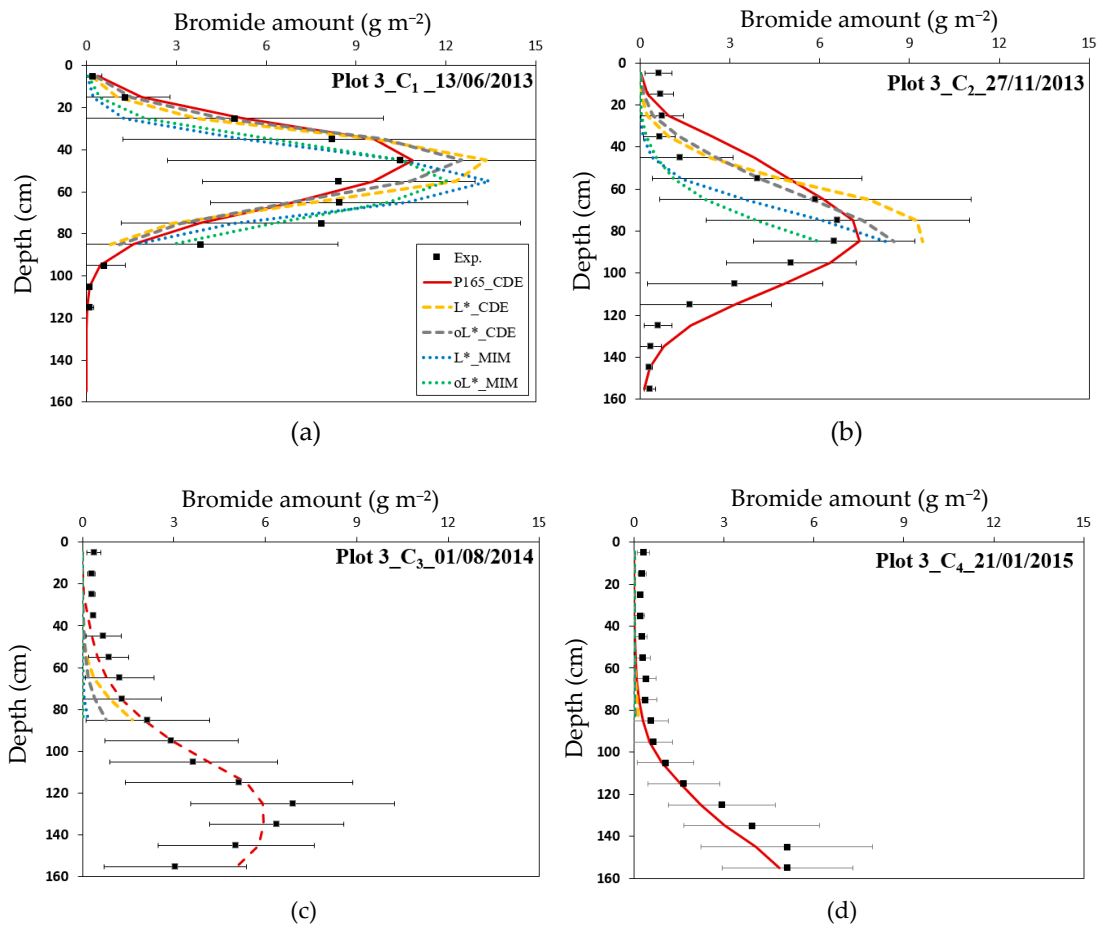 Bromide amount (g m⁻²)
0 3 6 9 12 15
Plot 3_C₁ _13/06/2013
0
20
40
60
80
100
120
140
160
Depth (cm)
Exp.
P165_CDE
L*_CDE
oL*_CDE
L*_MIM
oL*_MIM
(a)
Bromide amount (g m⁻²)
0 3 6 9 12 15
Plot 3_C₂_27/11/2013
0
20
40
60
80
100
120
140
160
Depth (cm)
(b)
Bromide amount (g m⁻²)
0 3 6 9 12 15
Plot 3_C₃_01/08/2014
0
20
40
60
80
100
120
140
160
Depth (cm)
(c)
Bromide amount (g m⁻²)
0 3 6 9 12 15
Plot 3_C₄_21/01/2015
0
20
40
60
80
100
120
140
160
Depth (cm)
(d)